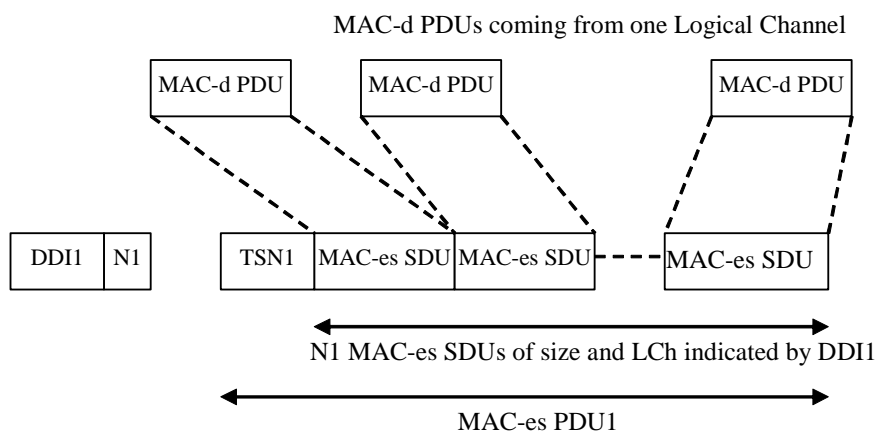 MAC-d PDUs coming from one Logical Channel
MAC-d PDU MAC-d PDU MAC-d PDU
DDI1 N1 TSN1 MAC-es SDU MAC-es SDU MAC-es SDU
N1 MAC-es SDUs of size and LCh indicated by DDI1
MAC-es PDU1